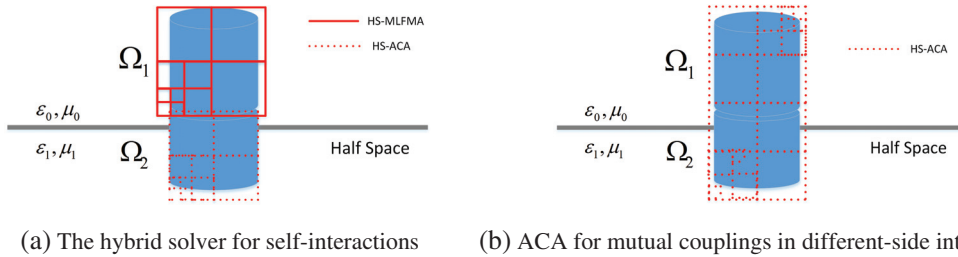 HS-MLFMA
HS-ACA
Ω₁
ε₀, μ₀
ε₁, μ₁
Ω₂
Half Space
(a) The hybrid solver for self-interactions
HS-ACA
Ω₁
ε₀, μ₀
ε₁, μ₁
Ω₂
Half Space
(b) ACA for mutual couplings in different-side int